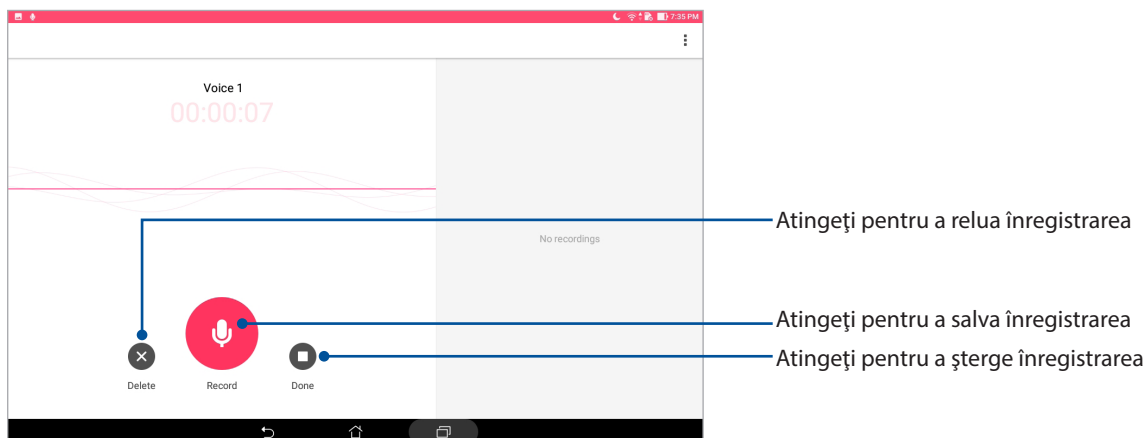 7:35 PM
Voice 1
00:00:07
No recordings
Atingeţi pentru a relua înregistrarea
Atingeţi pentru a salva înregistrarea
Atingeţi pentru a şterge înregistrarea
Delete
Record
Done